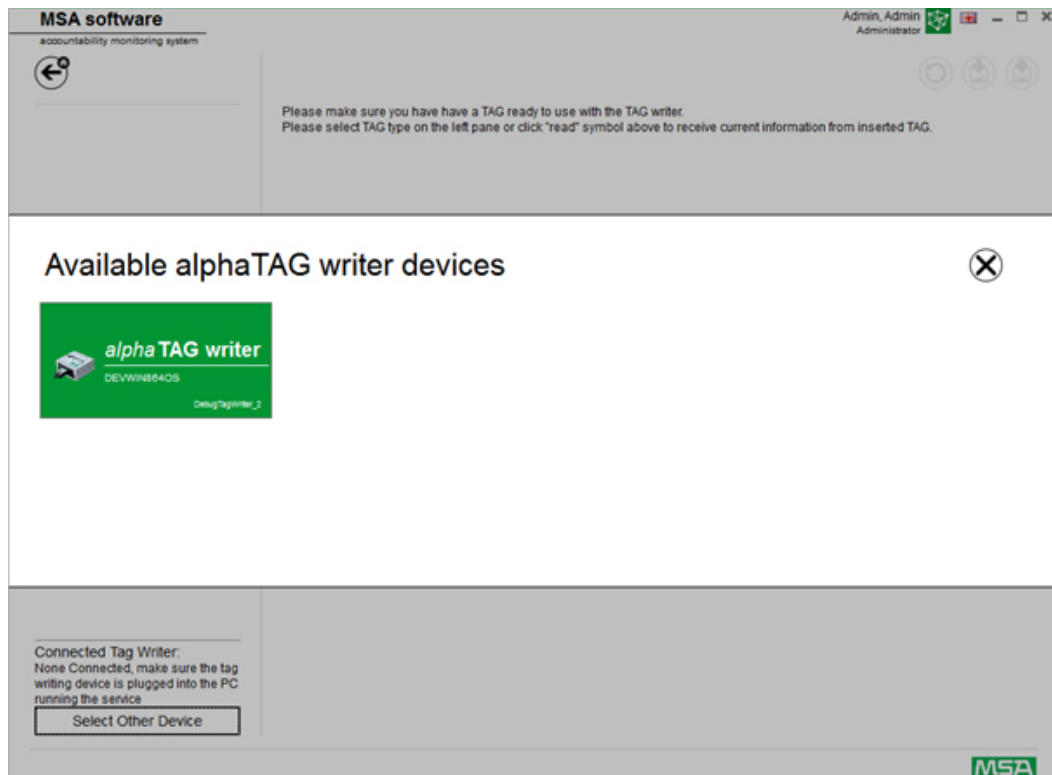 MSA software
accountability monitoring system
Admin, Admin
Administrator
Please make sure you have have a TAG ready to use with the TAG writer.
Please select TAG type on the left pane or click "read" symbol above to receive current information from inserted TAG.
Available alphaTAG writer devices
alpha TAG writer
DEVWIN864OS
DebugTagWriter_2
Connected Tag Writer:
None Connected, make sure the tag
writing device is plugged into the PC
running the service
Select Other Device
MSA